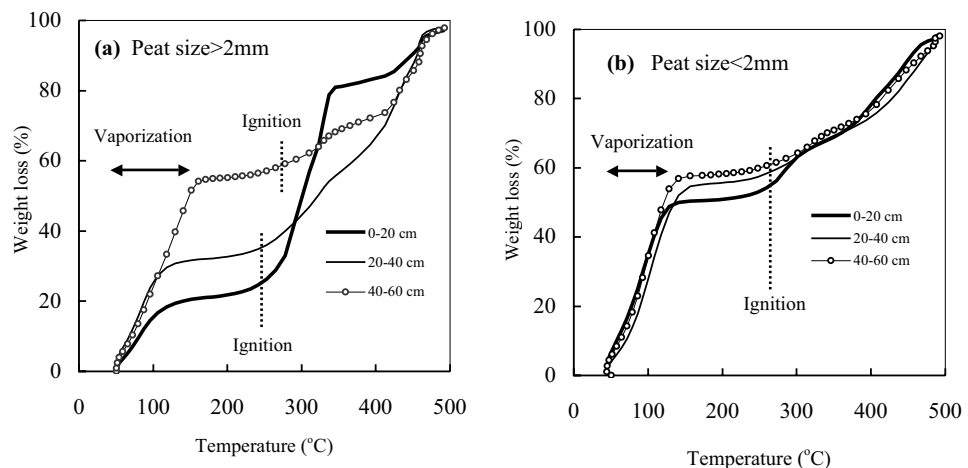 (a) Peat size>2mm
Weight loss (%)
100
80
60
40
20
0
Vaporization
Ignition
Ignition
0-20 cm
20-40 cm
40-60 cm
0 100 200 300 400 500
Temperature (°C)
(b) Peat size<2mm
Weight loss (%)
100
80
60
40
20
0
Vaporization
Ignition
0-20 cm
20-40 cm
40-60 cm
0 100 200 300 400 500
Temperature (°C)